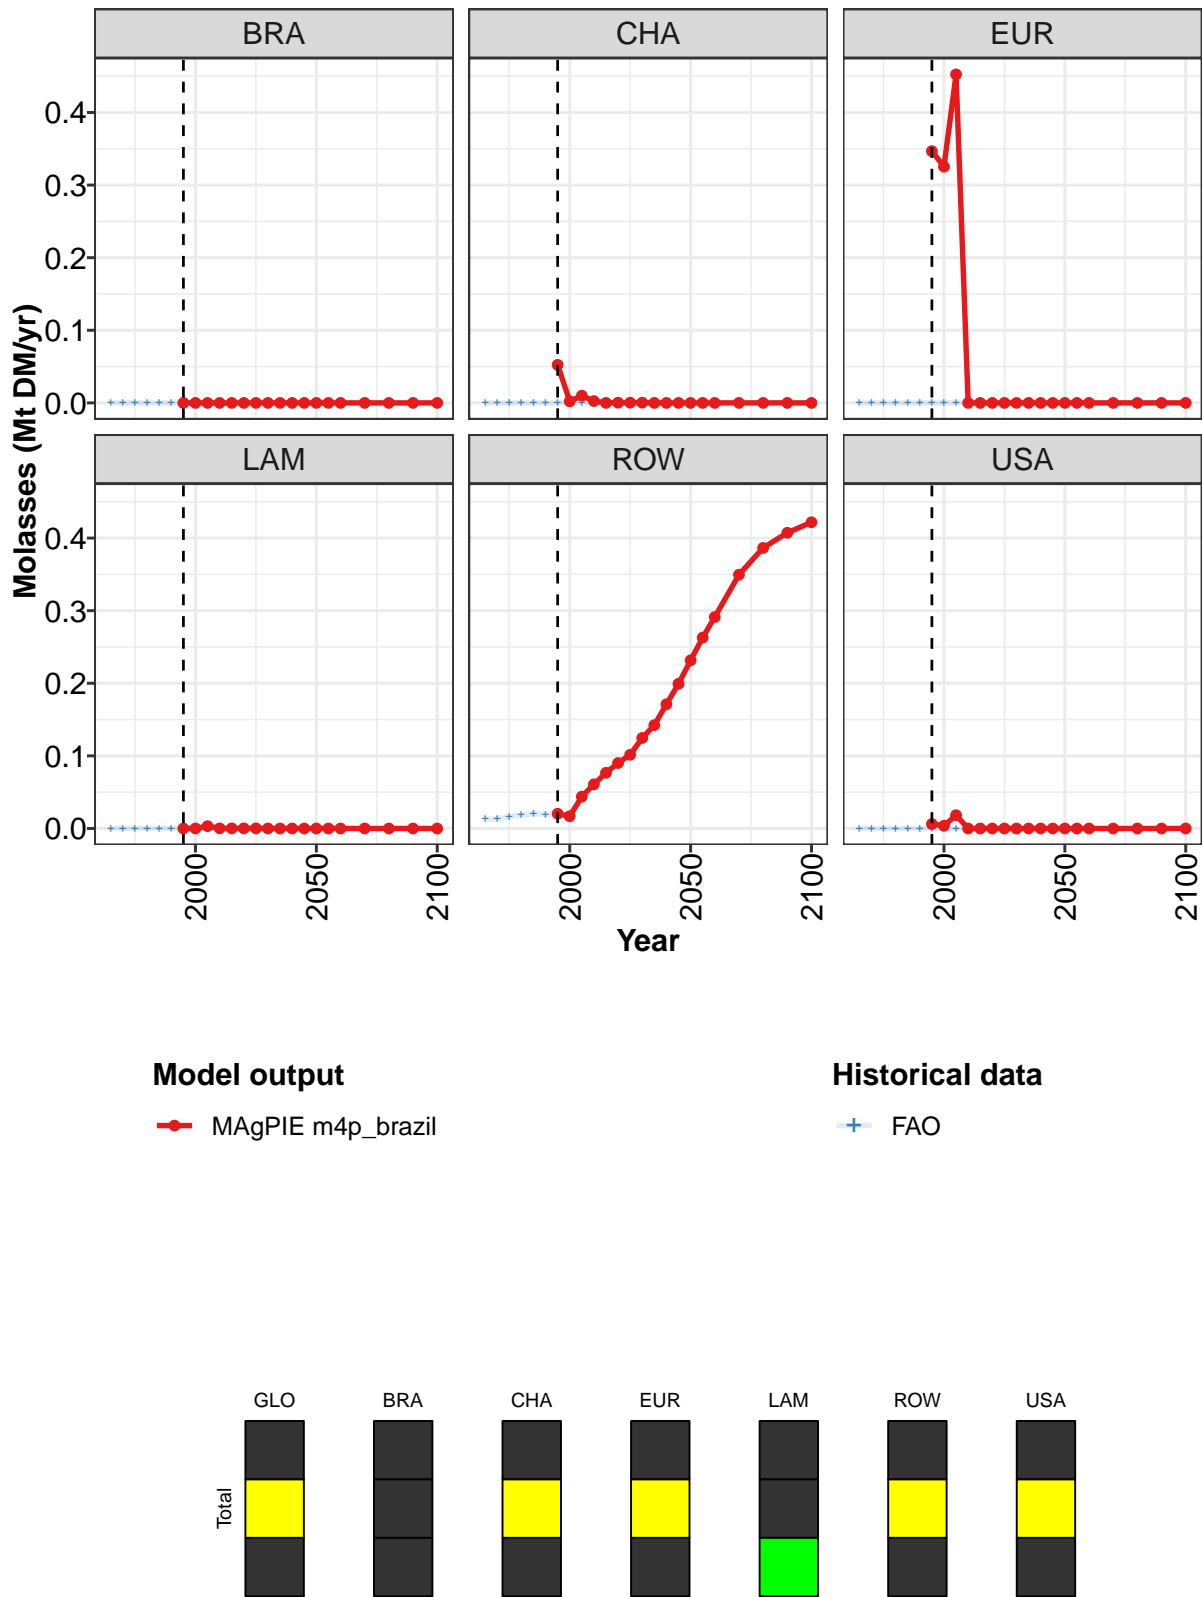 BRA CHA EUR
0.4
0.3
0.2
0.1
0.0
Molasses (Mt DM/yr)
LAM ROW USA
0.4
0.3
0.2
0.1
0.0
2000 2050 2100 2000 2050 2100 2000 2050 2100
Year
Model output Historical data
MAgPIE m4p_brazil FAO
GLO BRA CHA EUR LAM ROW USA
Total